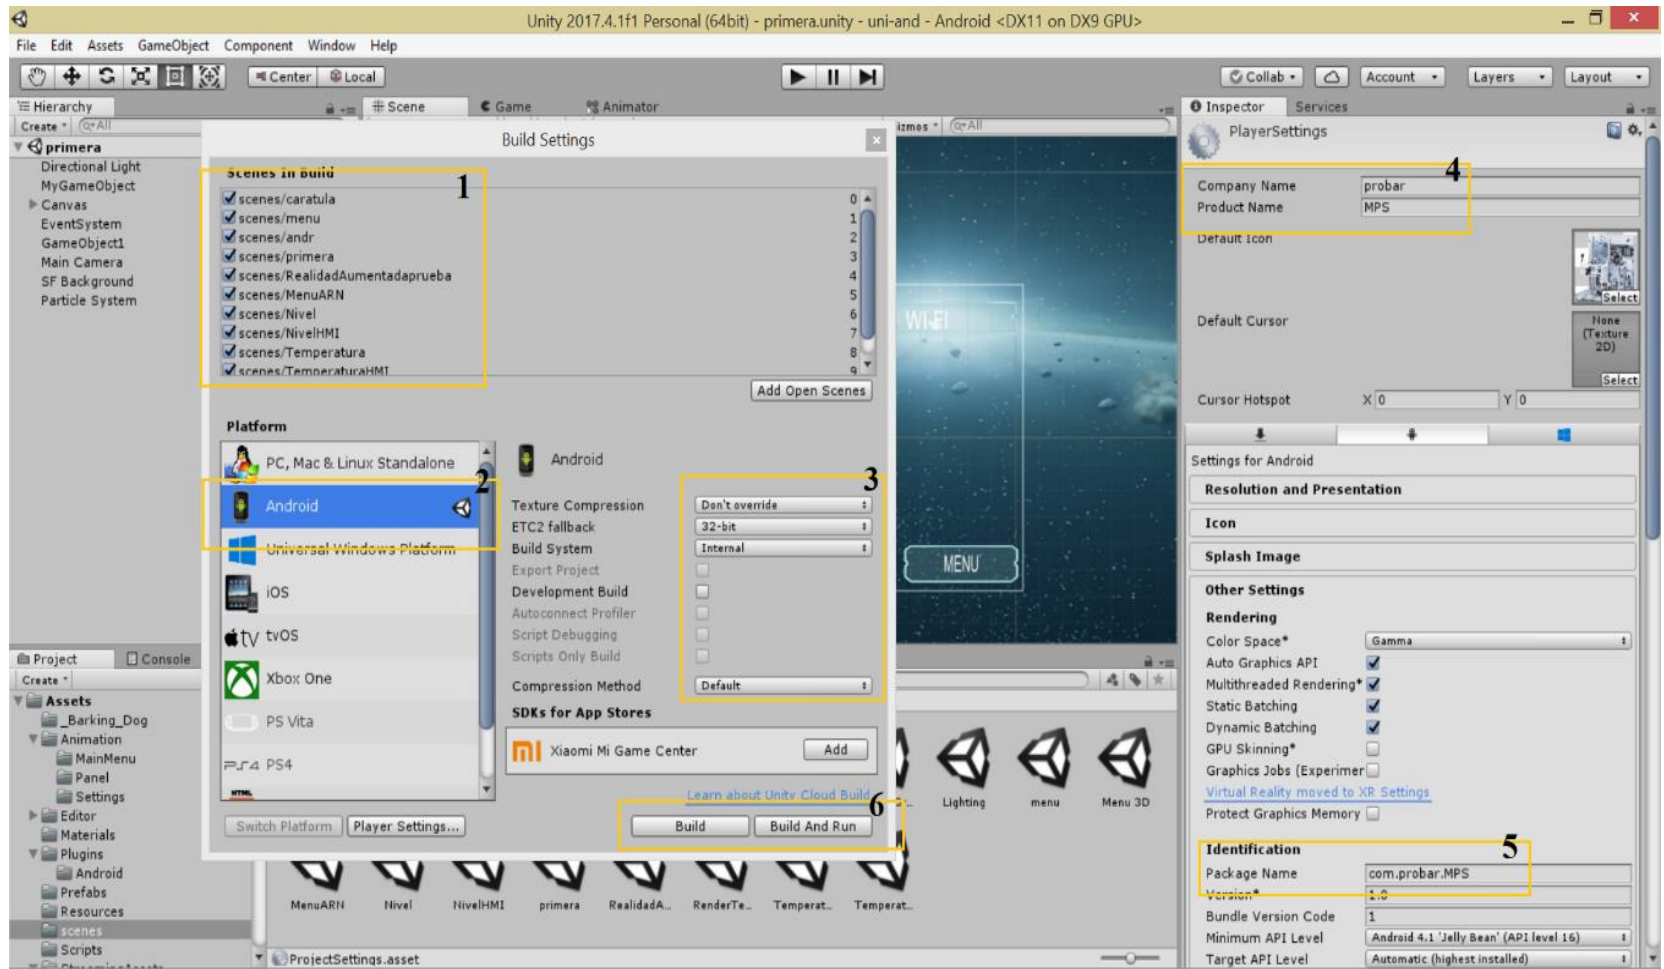 Unity 2017.4.1f1 Personal (64bit) - primera.unity - uni-and - Android <DX11 on DX9 GPU>
File Edit Assets GameObject Component Window Help
Center Local
Collab Account Layers Layout
Hierarchy
Create All
primera
Directional Light
MyGameObject
Canvas
EventSystem
GameObject1
Main Camera
SF Background
Particle System
Scene Game Animator
izmos All
Build Settings
Scenes In Build
1
scenes/caratula 0
scenes/menu 1
scenes/andr 2
scenes/primera 3
scenes/RealidadAumentadaprueba 4
scenes/MenuARN 5
scenes/Nivel 6
scenes/NivelHMI 7
scenes/Temperatura 8
scenes/TemperaturaHMI 9
Add Open Scenes
Platform
PC, Mac & Linux Standalone
2
Android
Universal Windows Platform
iOS
tvOS
Xbox One
PS Vita
PS4
HTML
Android
3
Texture Compression Don't override
ETC2 fallback 32-bit
Build System Internal
Export Project
Development Build
Autoconnect Profiler
Script Debugging
Scripts Only Build
Compression Method Default
SDKs for App Stores
Xiaomi Mi Game Center Add
Learn about Unity Cloud Build
6
Switch Platform Player Settings... Build Build And Run
WI-FI
MENU
Inspector Services
PlayerSettings
4
Company Name probar
Product Name MPS
Default Icon
Select
Default Cursor
None
(Texture
2D)
Select
Cursor Hotspot X 0 Y 0
Settings for Android
Resolution and Presentation
Icon
Splash Image
Other Settings
Rendering
Color Space* Gamma
Auto Graphics API
Multithreaded Rendering*
Static Batching
Dynamic Batching
GPU Skinning*
Graphics Jobs (Experimer
Virtual Reality moved to XR Settings
Protect Graphics Memory
Identification
5
Package Name com.probar.MPS
Version* 1.0
Bundle Version Code 1
Minimum API Level Android 4.1 'Jelly Bean' (API level 16)
Target API Level Automatic (highest installed)
Project Console
Create
Assets
_Barking_Dog
Animation
MainMenu
Panel
Settings
Editor
Materials
Plugins
Android
Prefabs
Resources
scenes
Scripts
StreamingAssets
Lighting menu Menu 3D
MenuARN Nivel NivelHMI primera RealidadA... RenderTe... Temperat... Temperat...
ProjectSettings.asset